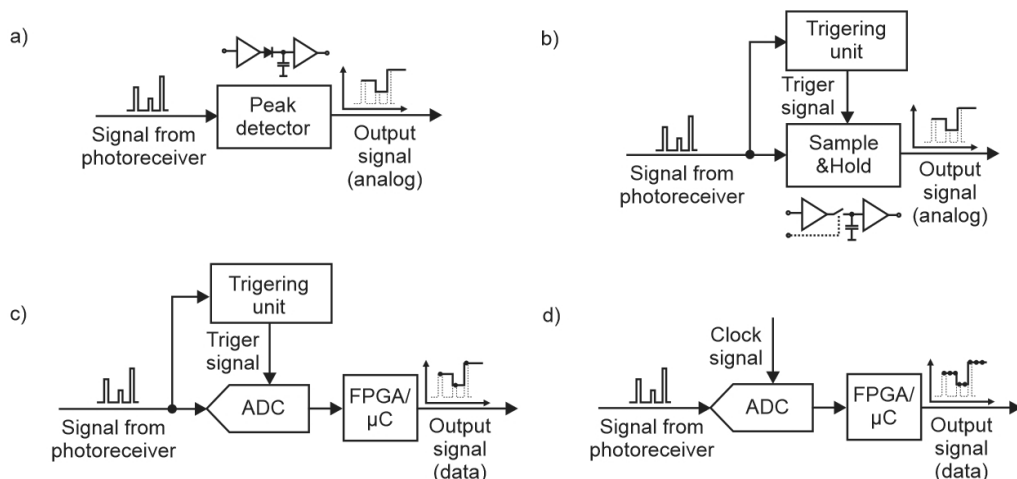 a)
Peak
detector
Signal from
photoreceiver
Output
signal
(analog)
b)
Trigering
unit
Triger
signal
Sample
&Hold
Signal from
photoreceiver
Output
signal
(analog)
c)
Trigering
unit
Triger
signal
ADC
FPGA/
μC
Signal from
photoreceiver
Output
signal
(data)
d)
Clock
signal
ADC
FPGA/
μC
Signal from
photoreceiver
Output
signal
(data)